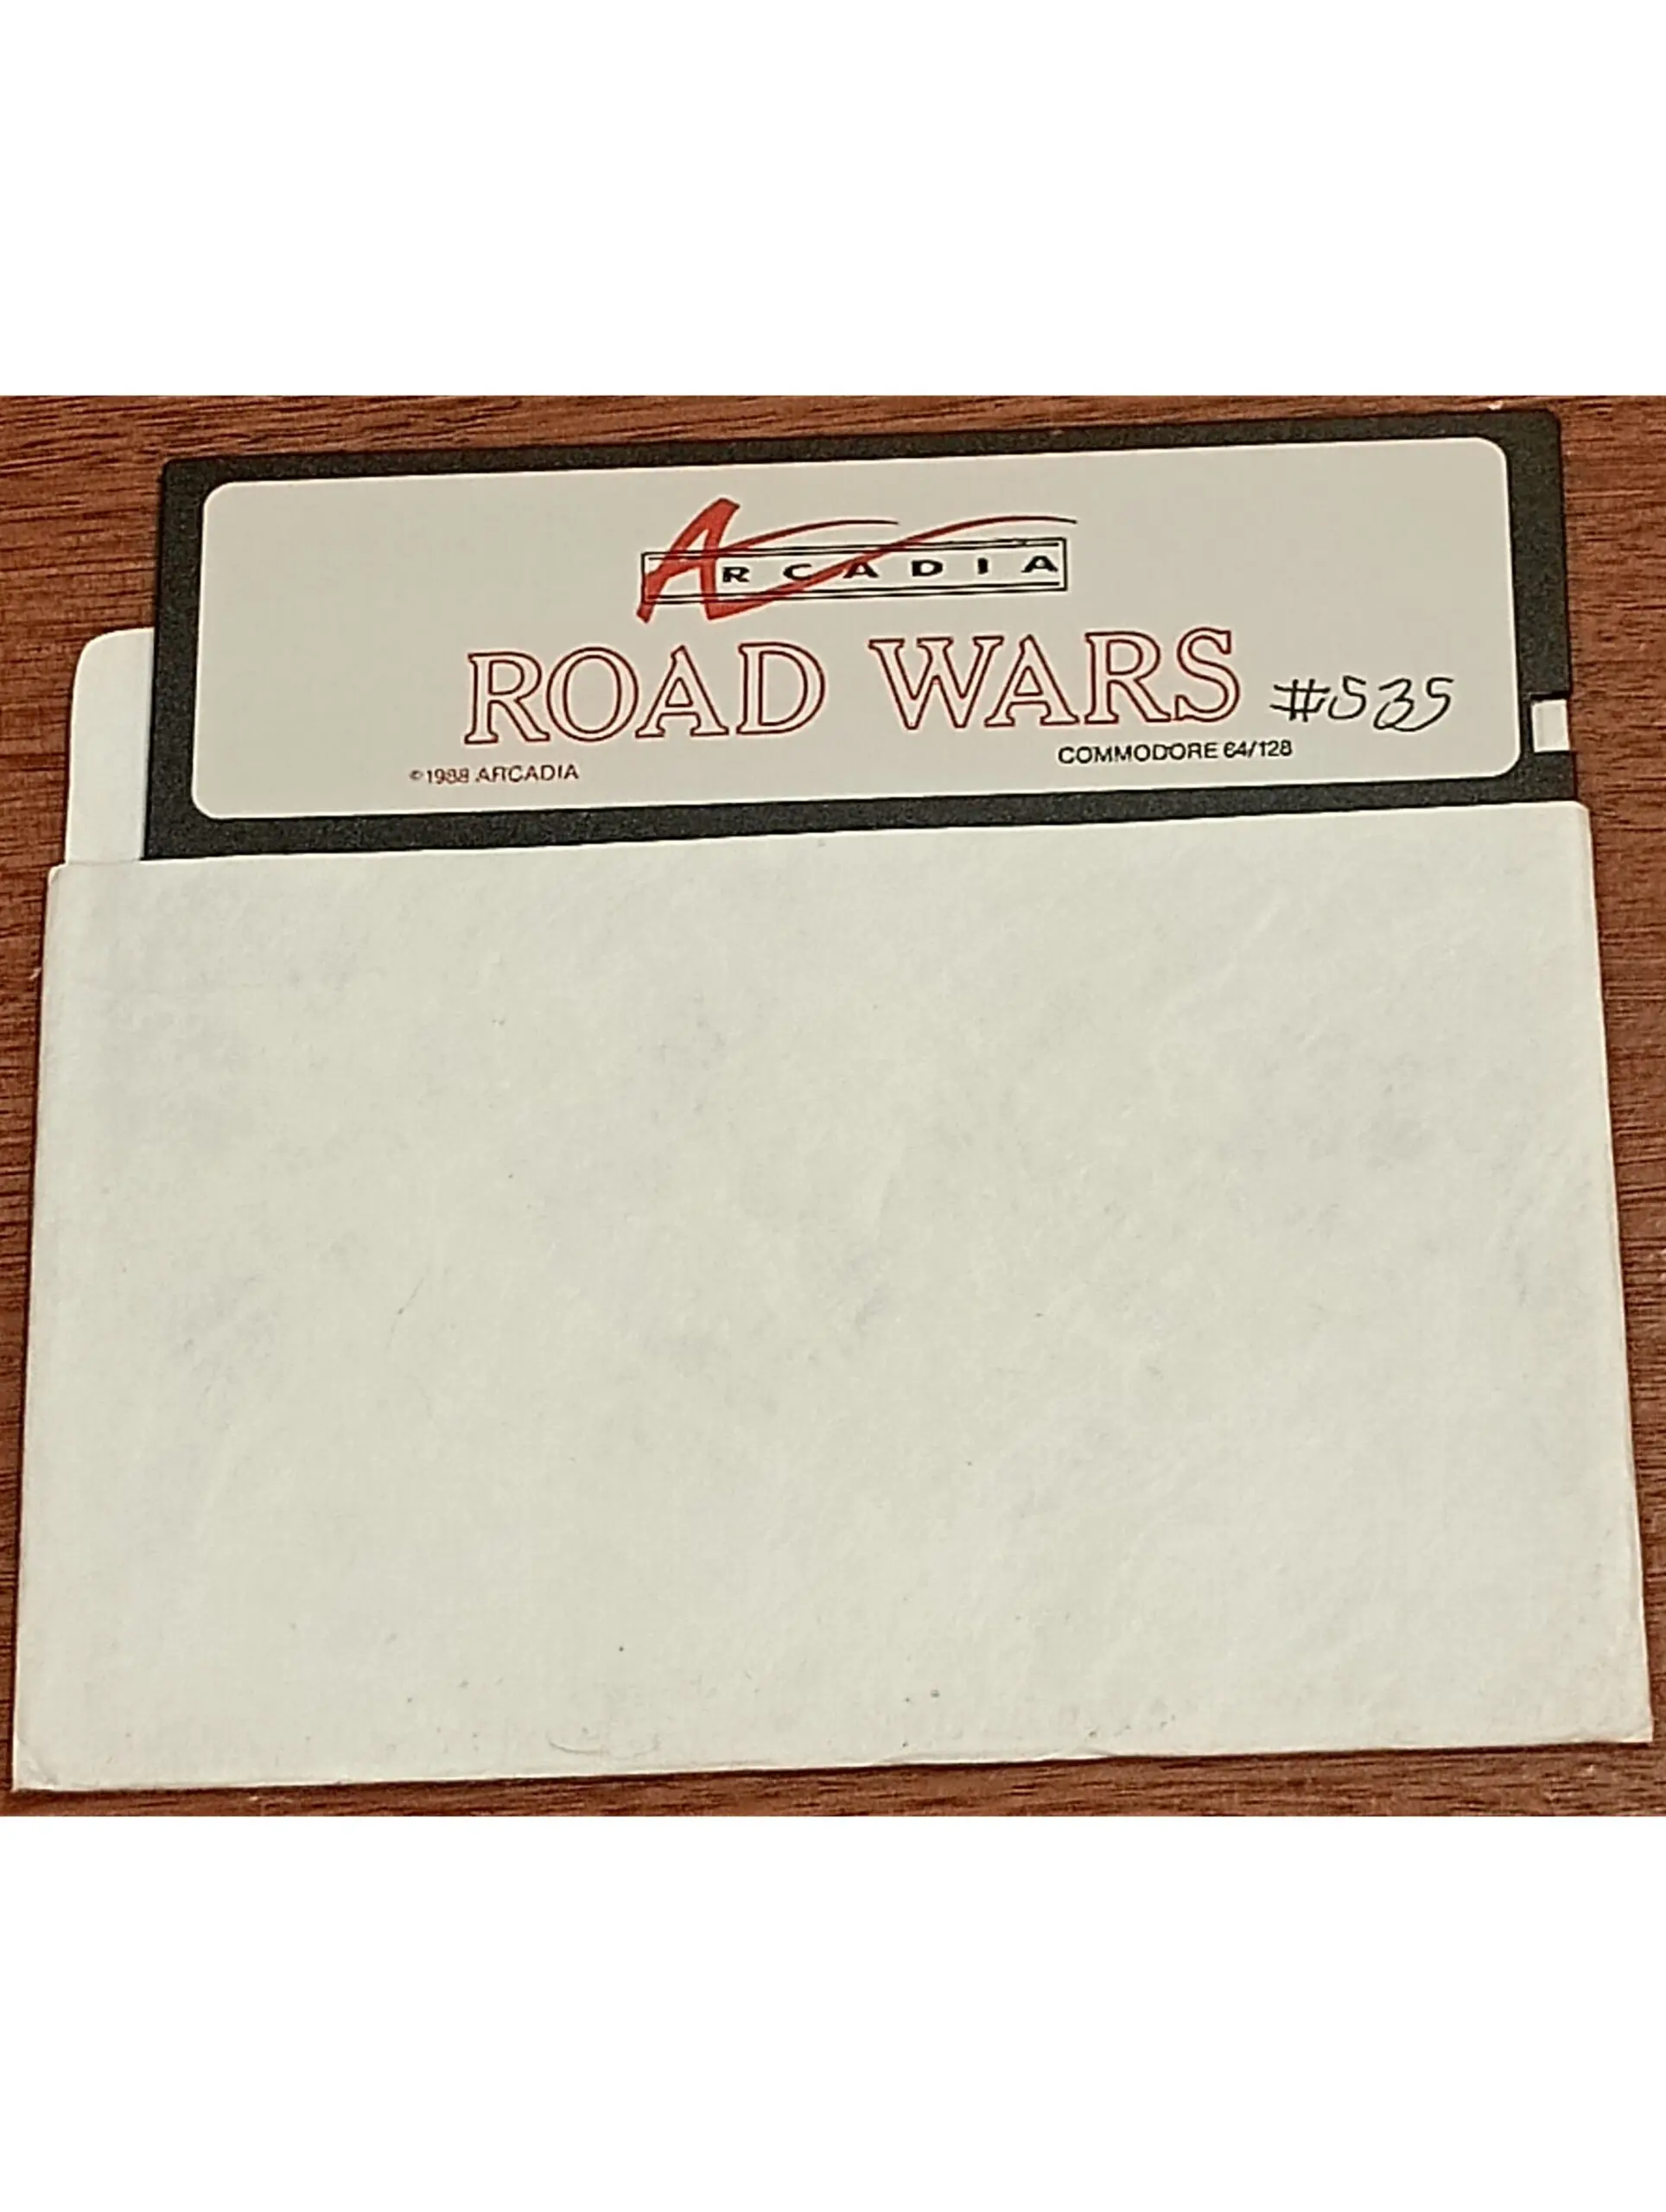 ARCADIA
ROAD WARS #535
COMMODORE 64/128
©1988 ARCADIA